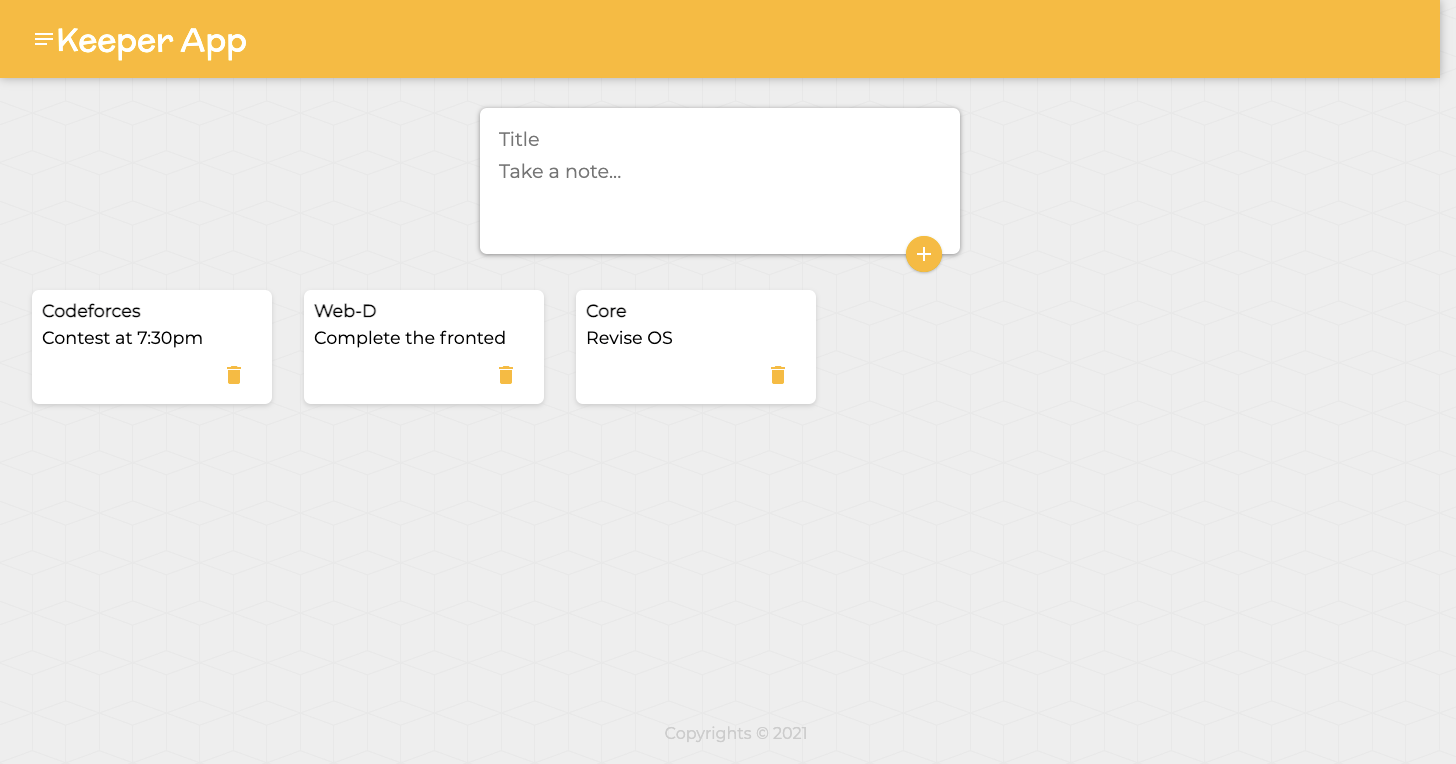 Keeper App
Title
Take a note...
Codeforces
Contest at 7:30pm
Web-D
Complete the fronted
Core
Revise OS
Copyrights © 2021